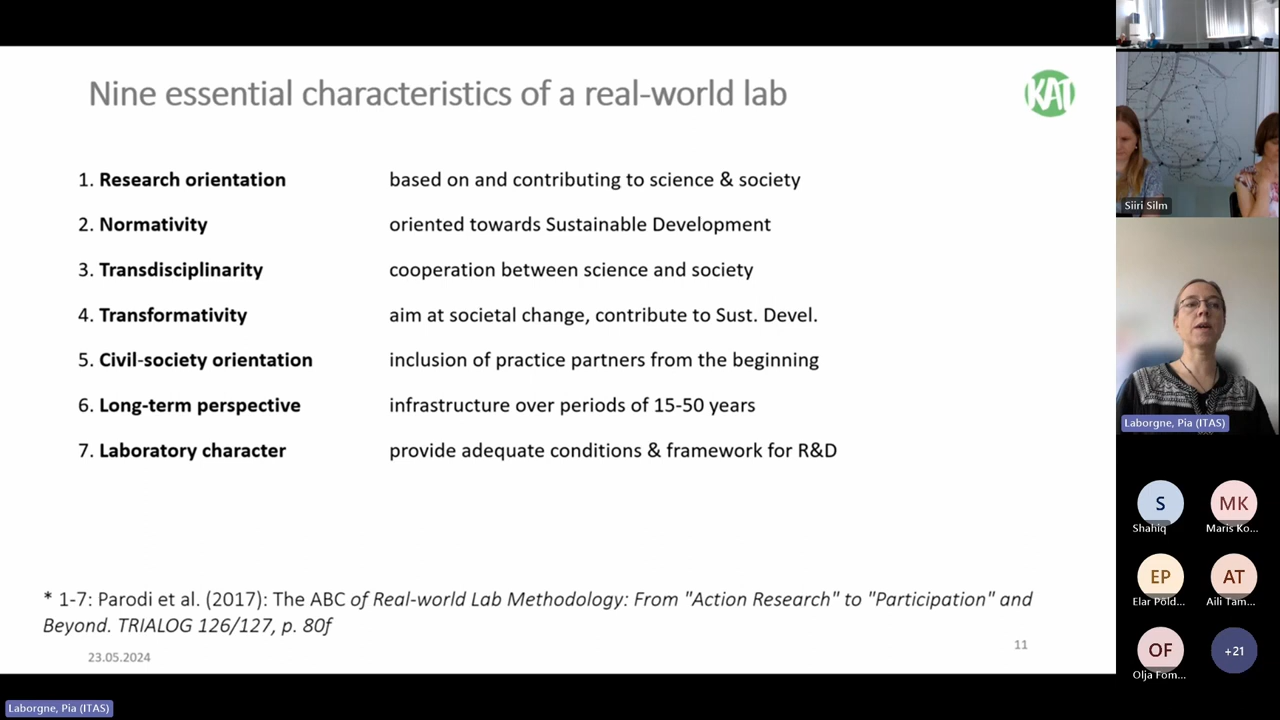 Nine essential characteristics of a real-world lab
KAT
1. Research orientation based on and contributing to science & society
2. Normativity oriented towards Sustainable Development
3. Transdisciplinarity cooperation between science and society
4. Transformativity aim at societal change, contribute to Sust. Devel.
5. Civil-society orientation inclusion of practice partners from the beginning
6. Long-term perspective infrastructure over periods of 15-50 years
7. Laboratory character provide adequate conditions & framework for R&D
* 1-7: Parodi et al. (2017): The ABC of Real-world Lab Methodology: From "Action Research" to "Participation" and
Beyond. TRIALOG 126/127, p. 80f
23.05.2024
11
Laborgne, Pia (ITAS)
Siiri Silm
Laborgne, Pia (ITAS)
S
Shahiq
MK
Maris Ko...
EP
Elar Põld...
AT
Aili Tam...
OF
Olja Fom...
+21